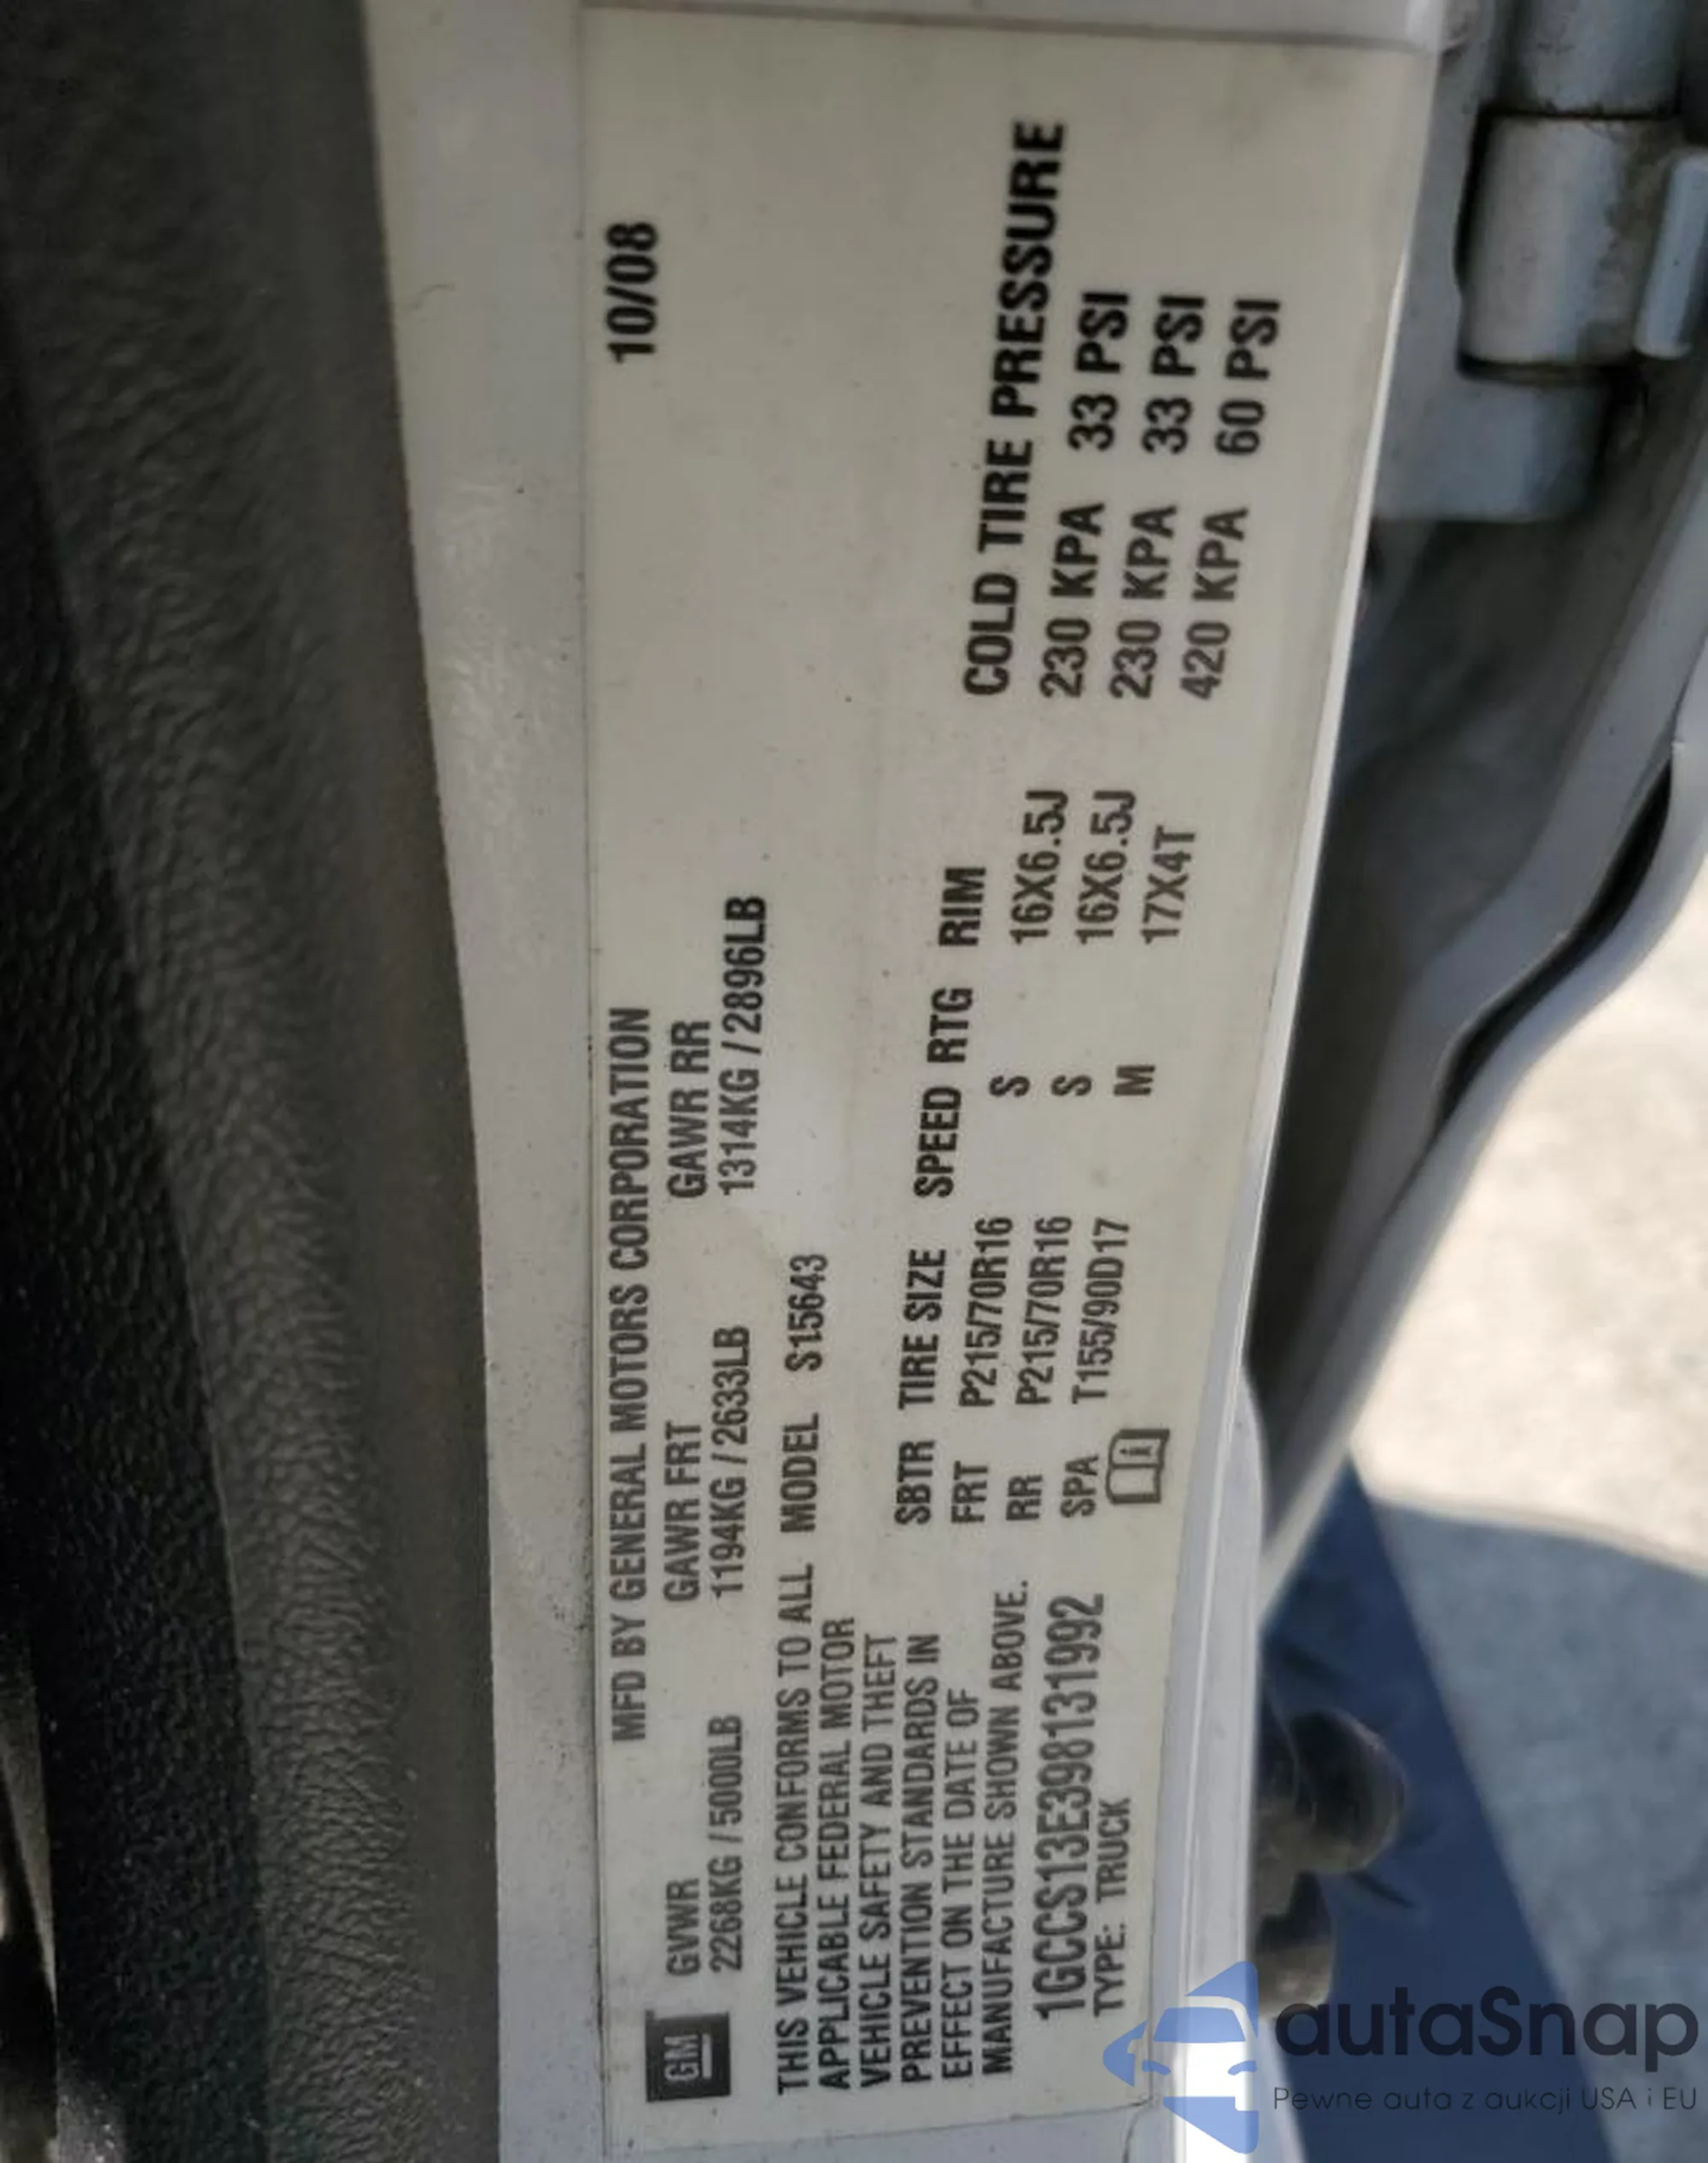 MFD BY GENERAL MOTORS CORPORATION 10/08
GM
GVWR GAWR FRT GAWR RR
2268KG / 5000LB 1194KG / 2633LB 1314KG / 2896LB
THIS VEHICLE CONFORMS TO ALL
APPLICABLE FEDERAL MOTOR
VEHICLE SAFETY AND THEFT
PREVENTION STANDARDS IN
EFFECT ON THE DATE OF
MANUFACTURE SHOWN ABOVE.
1GCCS13E398131992
TYPE: TRUCK
MODEL S15643
SBTR TIRE SIZE SPEED RTG RIM COLD TIRE PRESSURE
FRT P215/70R16 S 16X6.5J 230 KPA 33 PSI
RR P215/70R16 S 16X6.5J 230 KPA 33 PSI
SPA T155/90D17 M 17X4T 420 KPA 60 PSI
i
autaSnap
Pewne auta z aukcji USA i EU